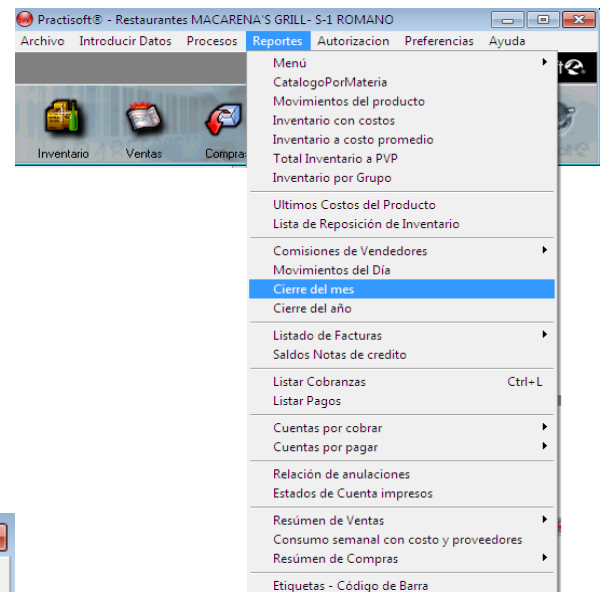 Practisoft® - Restaurantes MACARENA'S GRILL- S-1 ROMANO
Archivo Introducir Datos Procesos Reportes Autorizacion Preferencias Ayuda
Inventario Ventas Compra
Menú
CatalogoPorMateria
Movimientos del producto
Inventario con costos
Inventario a costo promedio
Total Inventario a PVP
Inventario por Grupo
Ultimos Costos del Producto
Lista de Reposición de Inventario
Comisiones de Vendedores
Movimientos del Día
Cierre del mes
Cierre del año
Listado de Facturas
Saldos Notas de credito
Listar Cobranzas Ctrl+L
Listar Pagos
Cuentas por cobrar
Cuentas por pagar
Relación de anulaciones
Estados de Cuenta impresos
Resúmen de Ventas
Consumo semanal con costo y proveedores
Resúmen de Compras
Etiquetas - Código de Barra